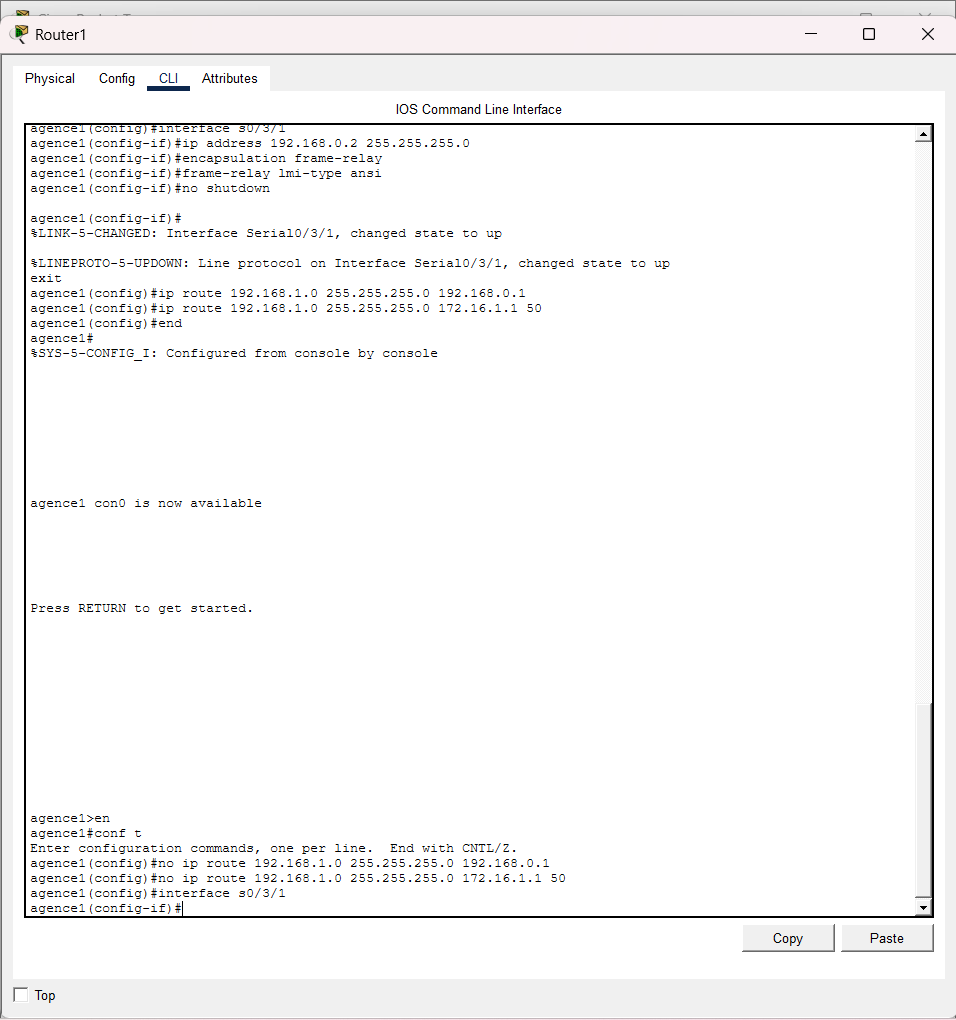 Router1
Physical Config CLI Attributes
IOS Command Line Interface
agence1(config)#interface s0/3/1
agence1(config-if)#ip address 192.168.0.2 255.255.255.0
agence1(config-if)#encapsulation frame-relay
agence1(config-if)#frame-relay lmi-type ansi
agence1(config-if)#no shutdown
agence1(config-if)#
%LINK-5-CHANGED: Interface Serial0/3/1, changed state to up
%LINEPROTO-5-UPDOWN: Line protocol on Interface Serial0/3/1, changed state to up
exit
agence1(config)#ip route 192.168.1.0 255.255.255.0 192.168.0.1
agence1(config)#ip route 192.168.1.0 255.255.255.0 172.16.1.1 50
agence1(config)#end
agence1#
%SYS-5-CONFIG_I: Configured from console by console
agence1 con0 is now available
Press RETURN to get started.
agence1>en
agence1#conf t
Enter configuration commands, one per line.  End with CNTL/Z.
agence1(config)#no ip route 192.168.1.0 255.255.255.0 192.168.0.1
agence1(config)#no ip route 192.168.1.0 255.255.255.0 172.16.1.1 50
agence1(config)#interface s0/3/1
agence1(config-if)#
Copy Paste
Top